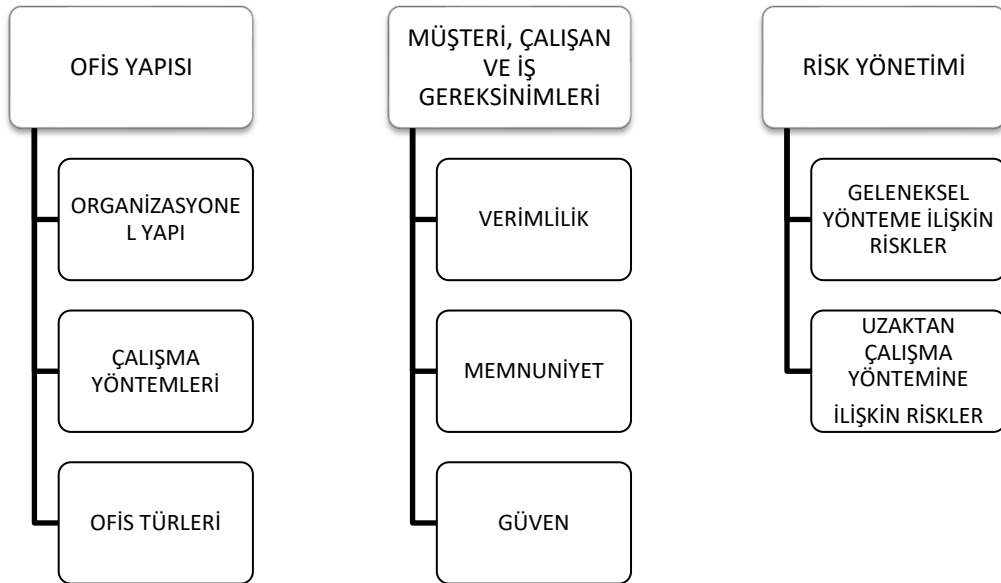 OFİS YAPISI
ORGANİZASYONE
L YAPI
ÇALIŞMA
YÖNTEMLERİ
OFİS TÜRLERİ
MÜŞTERİ, ÇALIŞAN
VE İŞ
GEREKSİNİMLERİ
VERİMLİLİK
MEMNUNİYET
GÜVEN
RİSK YÖNETİMİ
GELENEKSEL
YÖNTEME İLİŞKİN
RİSKLER
UZAKTAN
ÇALIŞMA
YÖNTEMİNE
İLİŞKİN RİSKLER